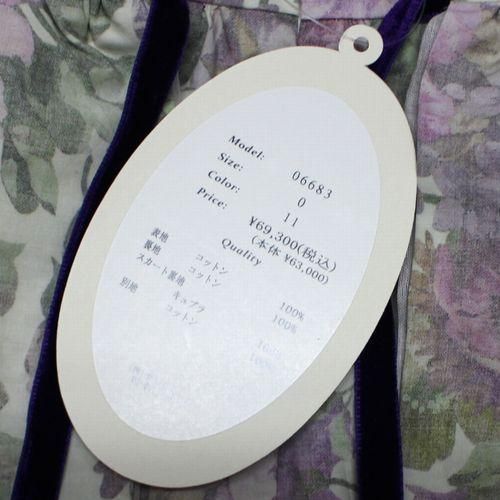 Model: 06683
Size: 0
Color: 11
Price: ¥69,300(税込)
(本体 ¥63,000)
Quality
表地 コットン 100%
裏地 コットン 100%
スカート裏地 キュプラ 100%
別地 コットン 100%